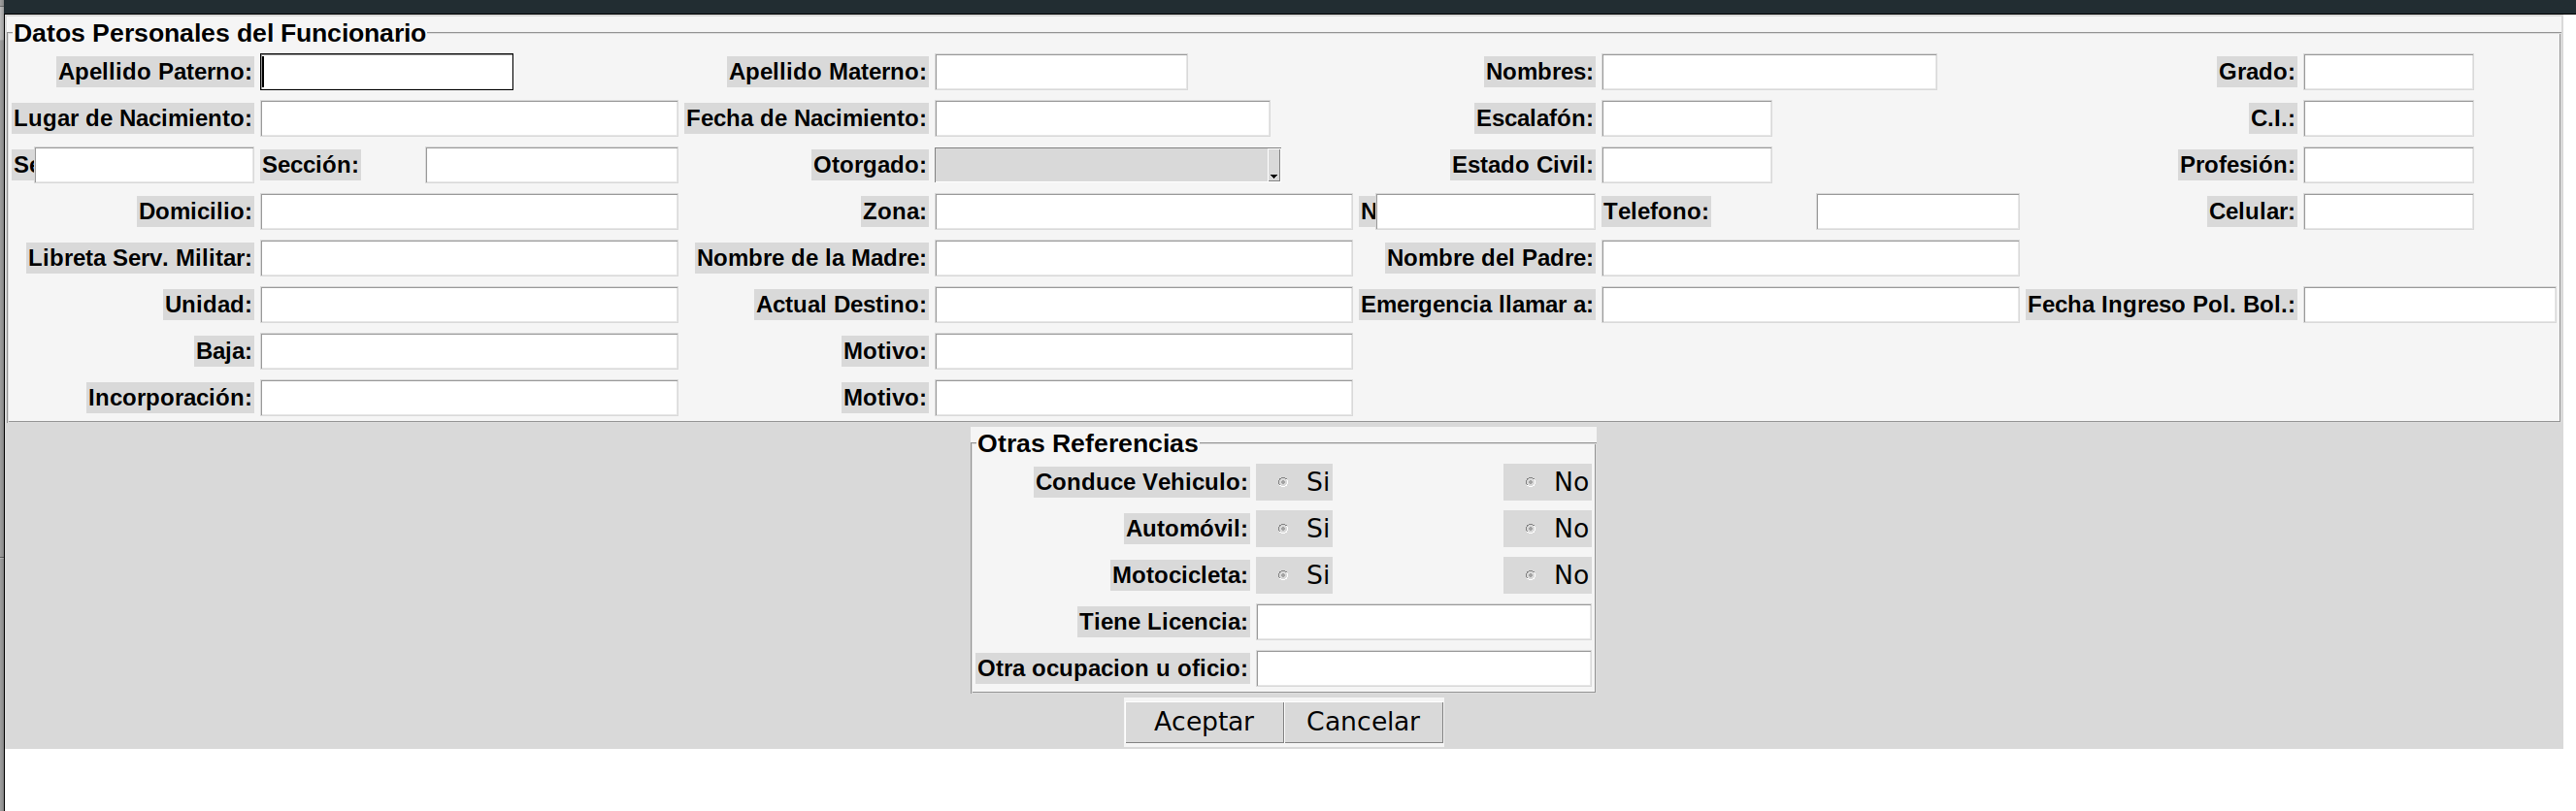 Datos Personales del Funcionario
Apellido Paterno: Apellido Materno: Nombres: Grado:
Lugar de Nacimiento: Fecha de Nacimiento: Escalafón: C.I.:
Sección: Otorgado: Estado Civil: Profesión:
Domicilio: Zona: N Telefono: Celular:
Libreta Serv. Militar: Nombre de la Madre: Nombre del Padre:
Unidad: Actual Destino: Emergencia llamar a: Fecha Ingreso Pol. Bol.:
Baja: Motivo:
Incorporación: Motivo:
Otras Referencias
Conduce Vehiculo: Si No
Automóvil: Si No
Motocicleta: Si No
Tiene Licencia:
Otra ocupacion u oficio:
Aceptar Cancelar